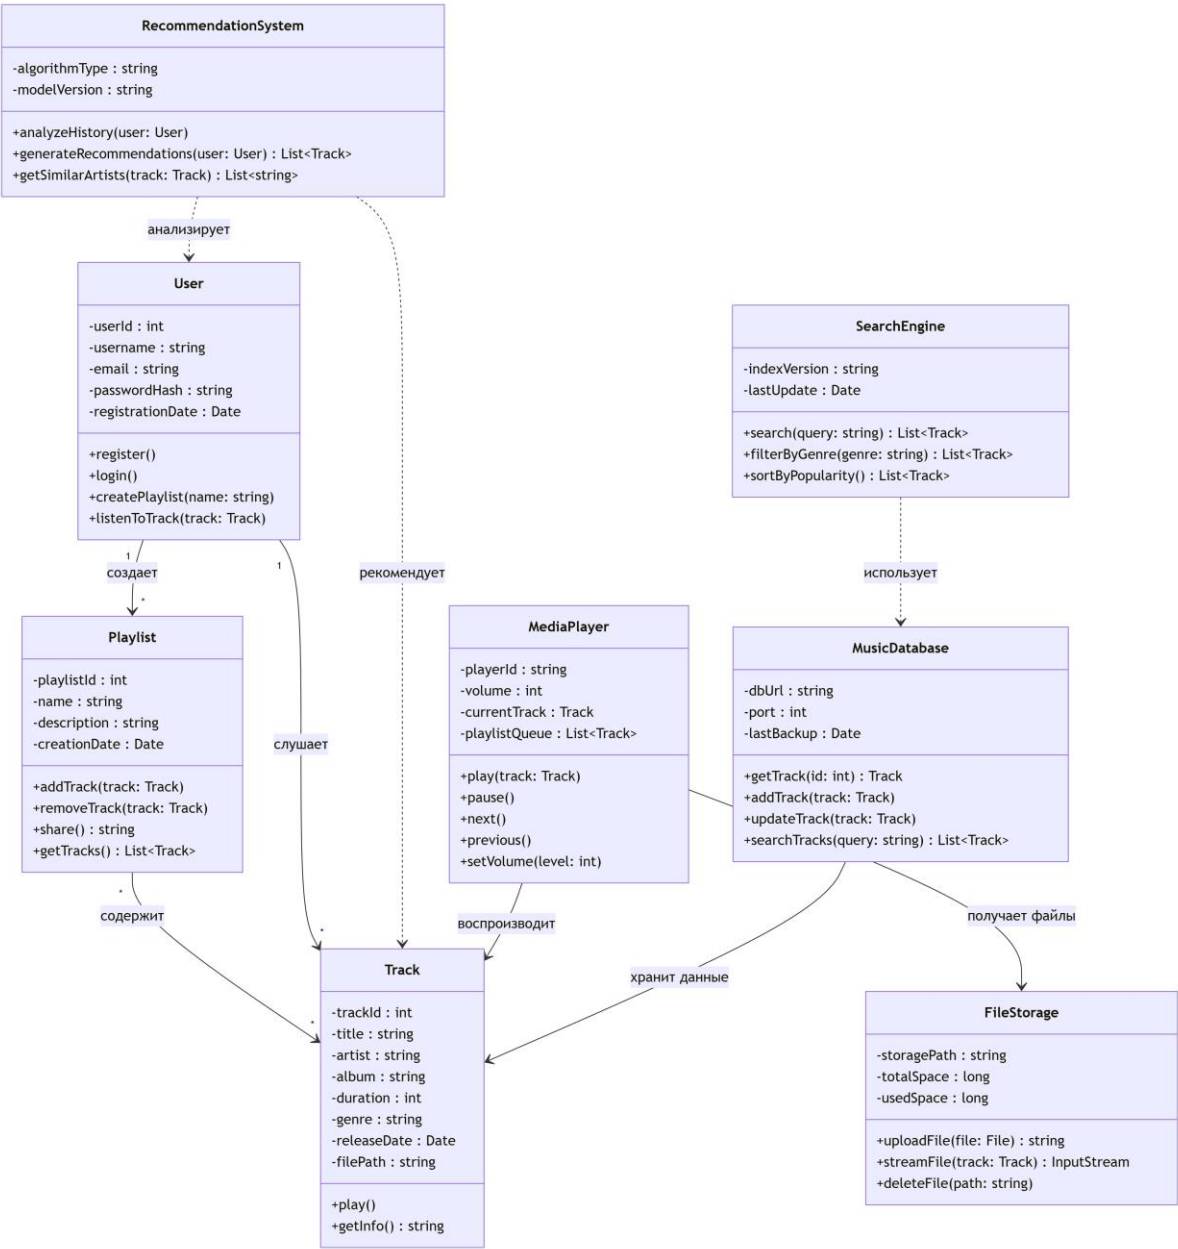 RecommendationSystem
-algorithmType : string
-modelVersion : string
+analyzeHistory(user: User)
+generateRecommendations(user: User) : List<Track>
+getSimilarArtists(track: Track) : List<string>
анализирует
User
-userId : int
-username : string
-email : string
-passwordHash : string
-registrationDate : Date
+register()
+login()
+createPlaylist(name: string)
+listenToTrack(track: Track)
SearchEngine
-indexVersion : string
-lastUpdate : Date
+search(query: string) : List<Track>
+filterByGenre(genre: string) : List<Track>
+sortByPopularity() : List<Track>
1
создает
*
1
рекомендует
использует
Playlist
-playlistId : int
-name : string
-description : string
-creationDate : Date
+addTrack(track: Track)
+removeTrack(track: Track)
+share() : string
+getTracks() : List<Track>
слушает
*
MediaPlayer
-playerId : string
-volume : int
-currentTrack : Track
-playlistQueue : List<Track>
+play(track: Track)
+pause()
+next()
+previous()
+setVolume(level: int)
MusicDatabase
-dbUrl : string
-port : int
-lastBackup : Date
+getTrack(id: int) : Track
+addTrack(track: Track)
+updateTrack(track: Track)
+searchTracks(query: string) : List<Track>
*
содержит
*
воспроизводит
хранит данные
получает файлы
Track
-trackId : int
-title : string
-artist : string
-album : string
-duration : int
-genre : string
-releaseDate : Date
-filePath : string
+play()
+getInfo() : string
FileStorage
-storagePath : string
-totalSpace : long
-usedSpace : long
+uploadFile(file: File) : string
+streamFile(track: Track) : InputStream
+deleteFile(path: string)